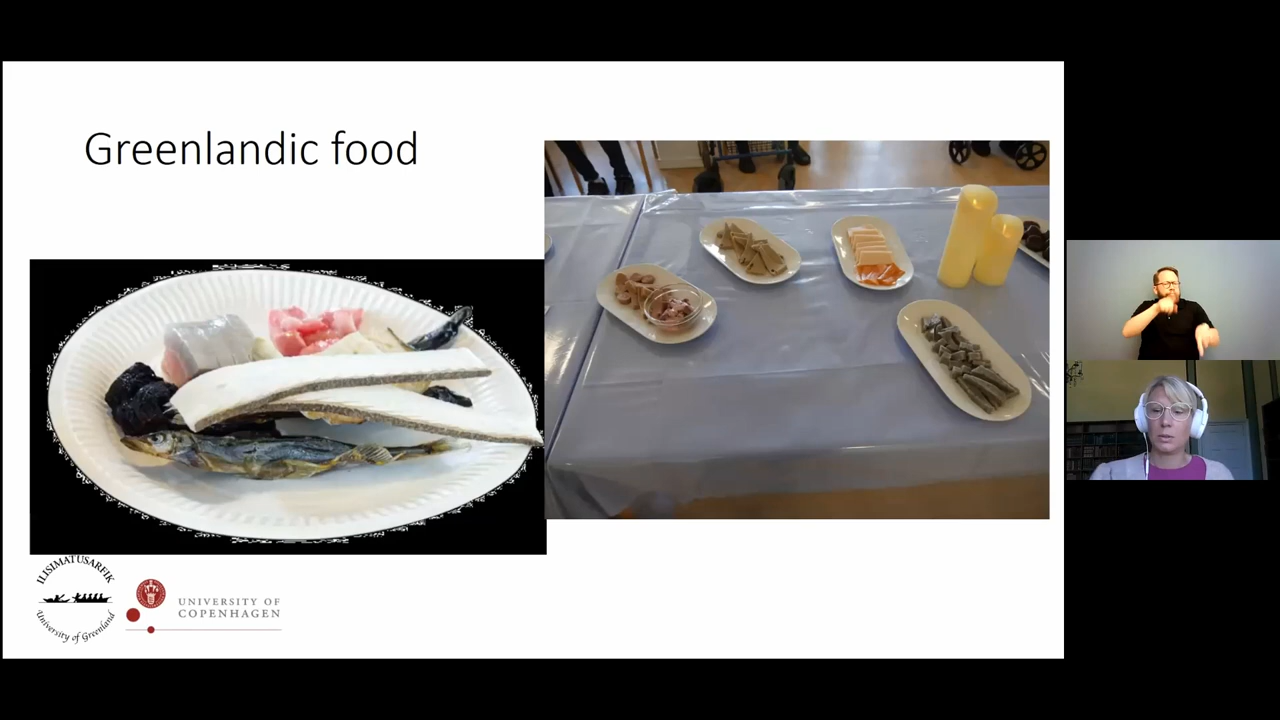 Greenlandic food
ILISIMATUSARFIK
University of Greenland
UNIVERSITY OF
COPENHAGEN